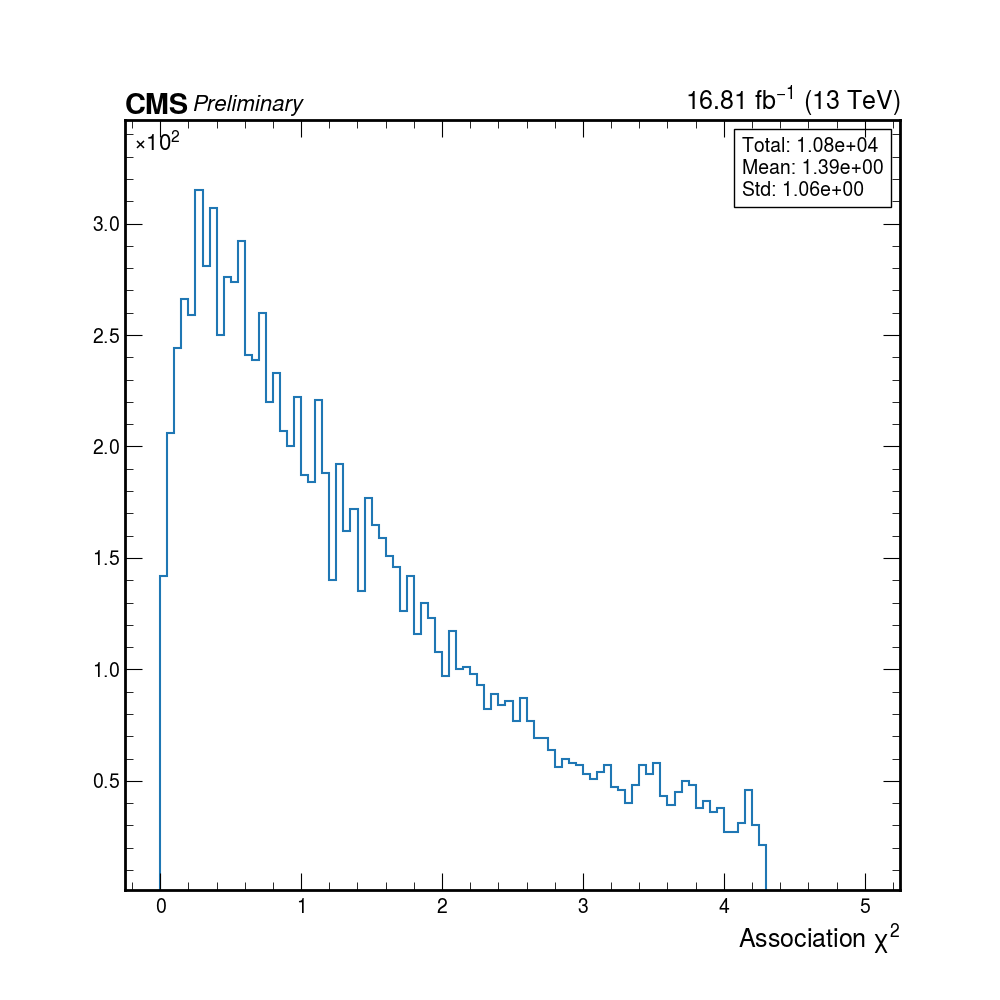 CMS Preliminary
16.81 fb⁻¹ (13 TeV)
×10²
Total: 1.08e+04
Mean: 1.39e+00
Std: 1.06e+00
3.0
2.5
2.0
1.5
1.0
0.5
0 1 2 3 4 5
Association χ²